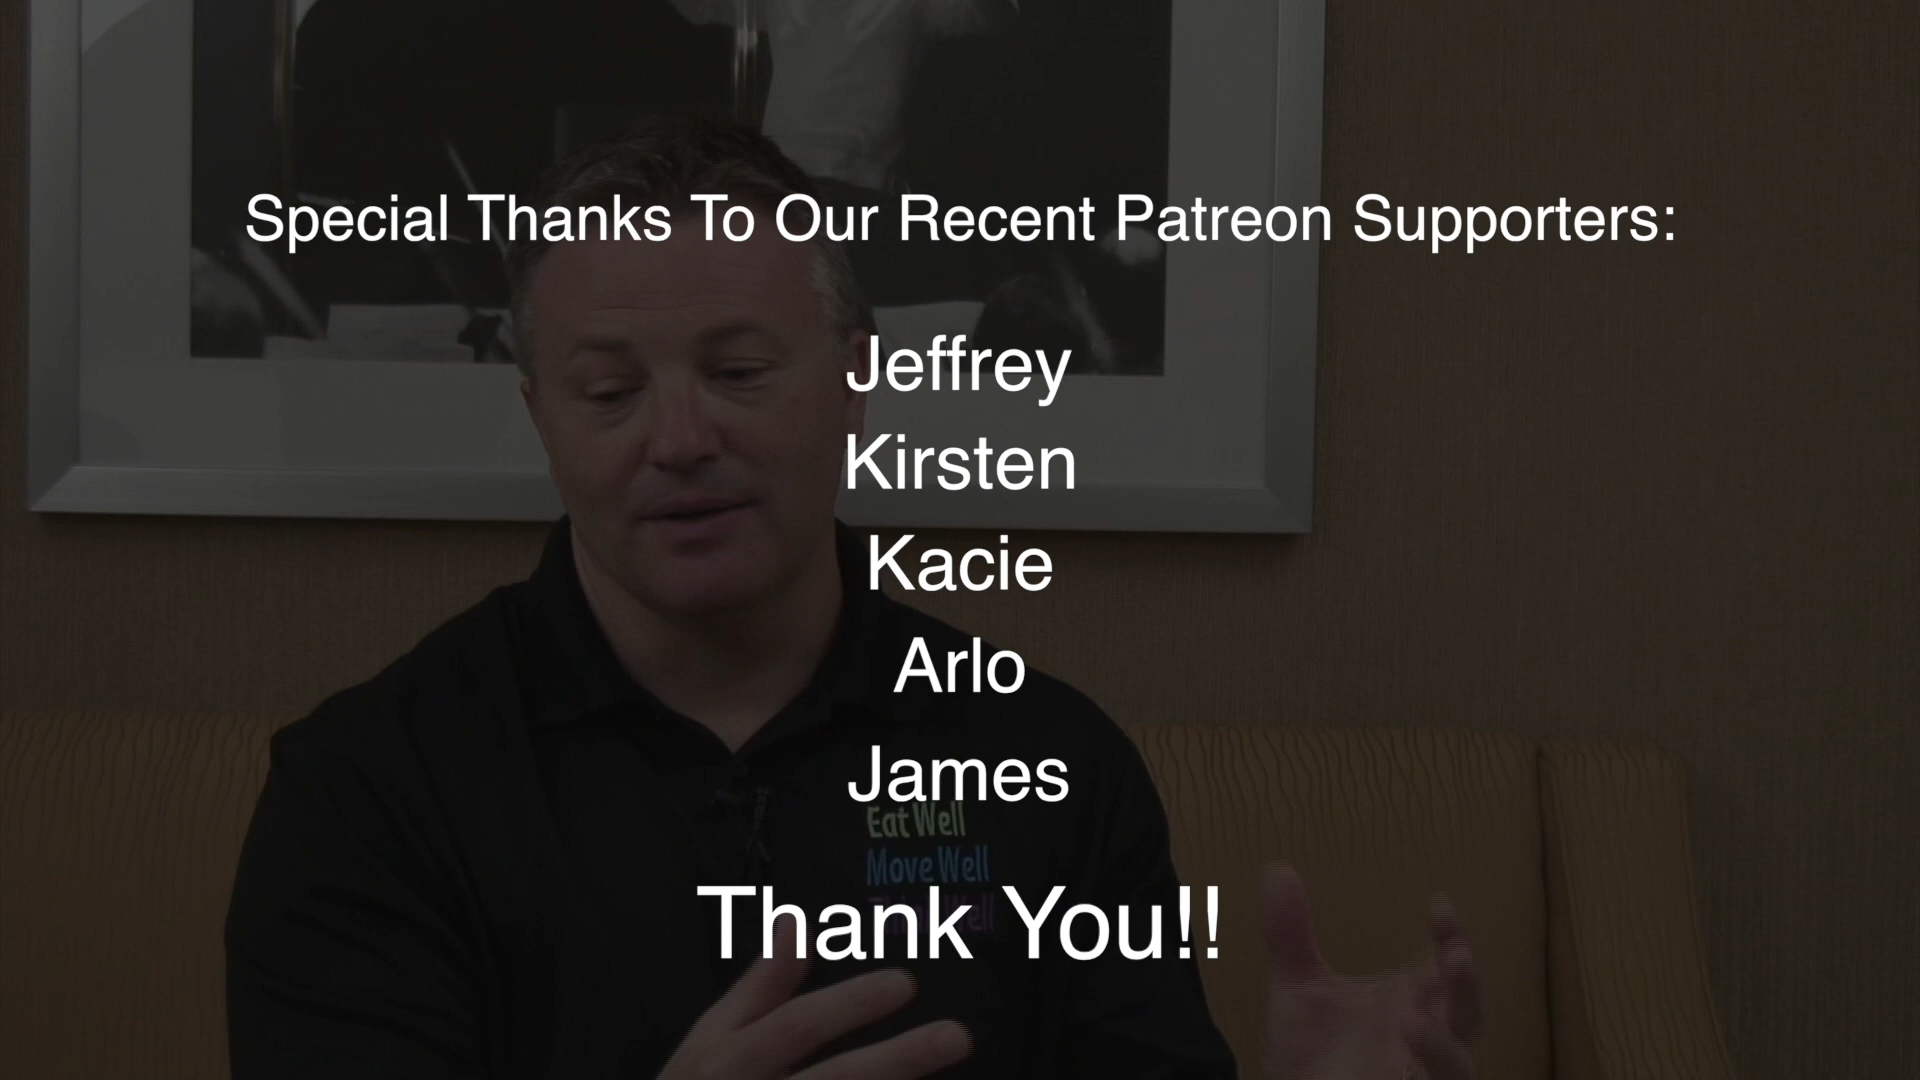 Special Thanks To Our Recent Patreon Supporters:
Jeffrey
Kirsten
Kacie
Arlo
James
Eat Well
Move Well
Thank You!!